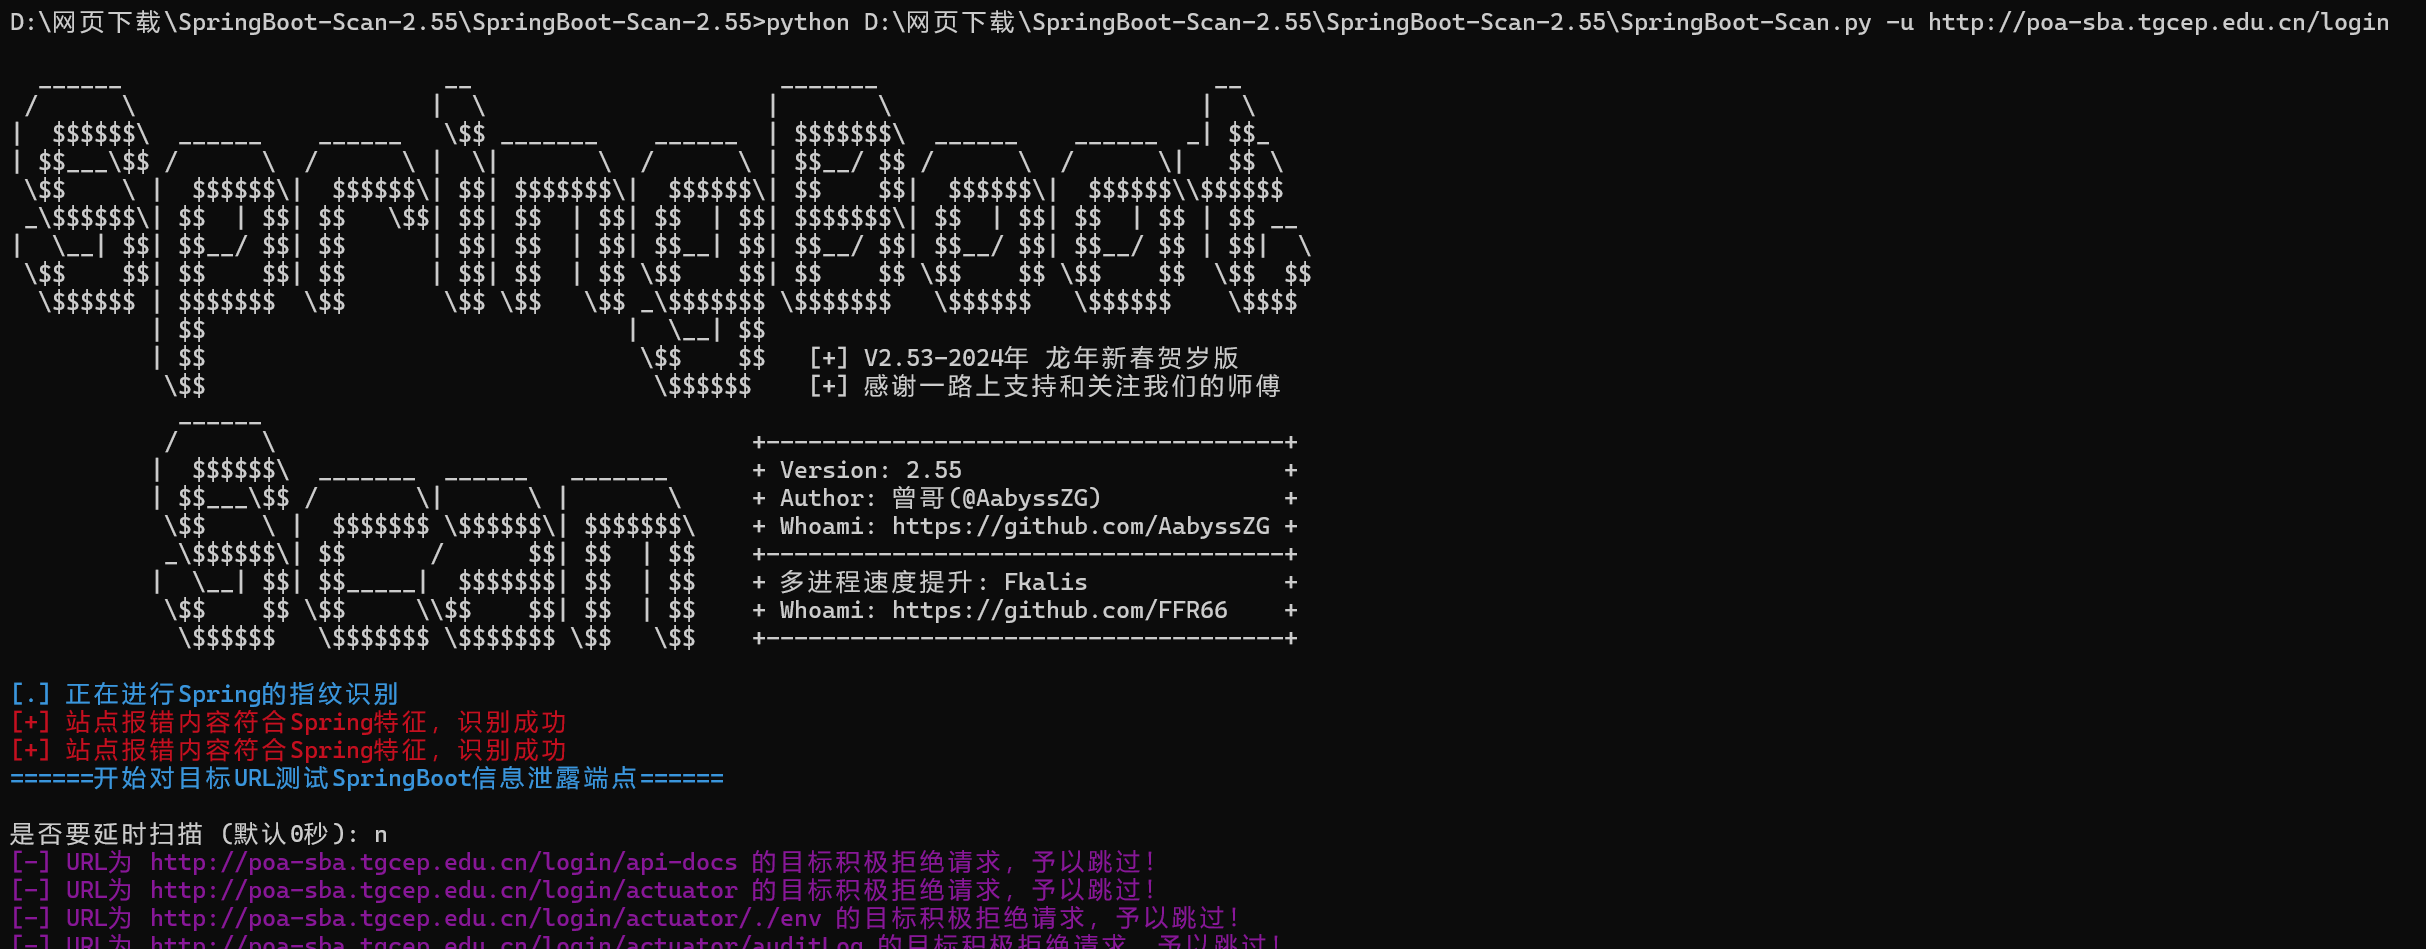 D:\网页下载\SpringBoot-Scan-2.55\SpringBoot-Scan-2.55>python D:\网页下载\SpringBoot-Scan-2.55\SpringBoot-Scan-2.55\SpringBoot-Scan.py -u http://poa-sba.tgcep.edu.cn/login
SpringBoot
[+] V2.53-2024年 龙年新春贺岁版
[+] 感谢一路上支持和关注我们的师傅
Scan
+-------------------------------------+
+ Version: 2.55 +
+ Author: 曾哥(@AabyssZG) +
+ Whoami: https://github.com/AabyssZG +
+-------------------------------------+
+ 多进程速度提升: Fkalis +
+ Whoami: https://github.com/FFR66 +
+-------------------------------------+
[.] 正在进行Spring的指纹识别
[+] 站点报错内容符合Spring特征，识别成功
[+] 站点报错内容符合Spring特征，识别成功
======开始对目标URL测试SpringBoot信息泄露端点======
是否要延时扫描 (默认0秒): n
[-] URL为 http://poa-sba.tgcep.edu.cn/login/api-docs 的目标积极拒绝请求，予以跳过！
[-] URL为 http://poa-sba.tgcep.edu.cn/login/actuator 的目标积极拒绝请求，予以跳过！
[-] URL为 http://poa-sba.tgcep.edu.cn/login/actuator/./env 的目标积极拒绝请求，予以跳过！
[-] URL为 http://poa-sba.tgcep.edu.cn/login/actuator/auditLog 的目标积极拒绝请求，予以跳过！